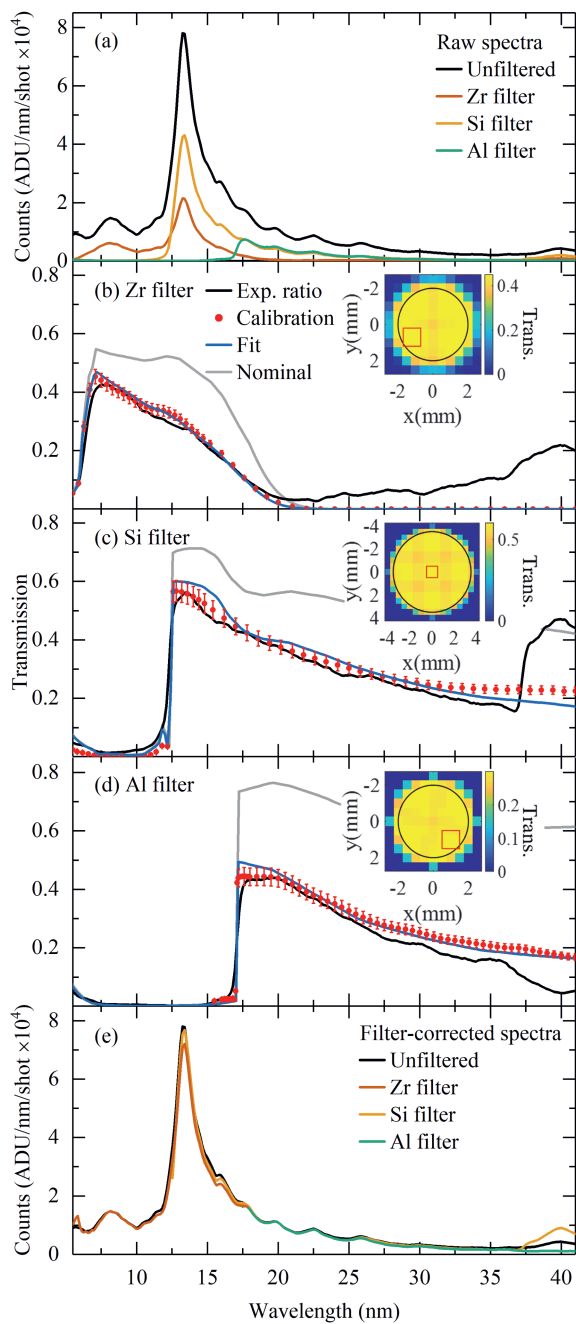 8
6
4
2
0
Counts (ADU/nm/shot ×10⁴)
(a)
Raw spectra
Unfiltered
Zr filter
Si filter
Al filter
0.8
0.6
0.4
0.2
(b) Zr filter
Exp. ratio
Calibration
Fit
Nominal
-2
0
2
y(mm)
-2 0 2
x(mm)
0.4
0.2
0
Trans.
0.8
0.6
0.4
0.2
Transmission
(c) Si filter
-4
-2
0
2
4
y(mm)
-4 -2 0 2 4
x(mm)
0.5
0
Trans.
0.8
0.6
0.4
0.2
(d) Al filter
-2
0
2
y(mm)
-2 0 2
x(mm)
0.2
0
Trans.
8
6
4
2
0
Counts (ADU/nm/shot ×10⁴)
(e)
Filter-corrected spectra
Unfiltered
Zr filter
Si filter
Al filter
10 15 20 25 30 35 40
Wavelength (nm)